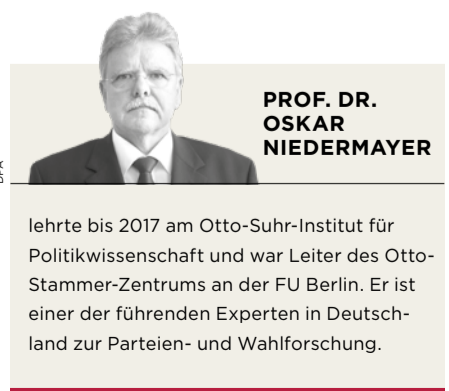 PROF. DR.
OSKAR
NIEDERMAYER
lehrte bis 2017 am Otto-Suhr-Institut für
Politikwissenschaft und war Leiter des Otto-
Stammer-Zentrums an der FU Berlin. Er ist
einer der führenden Experten in Deutsch-
land zur Parteien- und Wahlforschung.